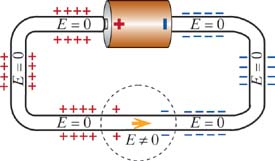 ++++ − − − − −
E = 0 + − E = 0
++++ − − − − −
++++ E = 0 ++++
− − − − E = 0 − − − −
++++ + − − − − −
E = 0 E = 0
++++ + E ≠ 0 − − − − − −